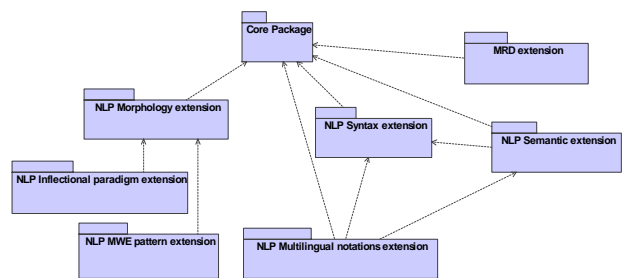 Core Package
MRD extension
NLP Morphology extension
NLP Syntax extension
NLP Semantic extension
NLP Inflectional paradigm extension
NLP MWE pattern extension
NLP Multilingual notations extension